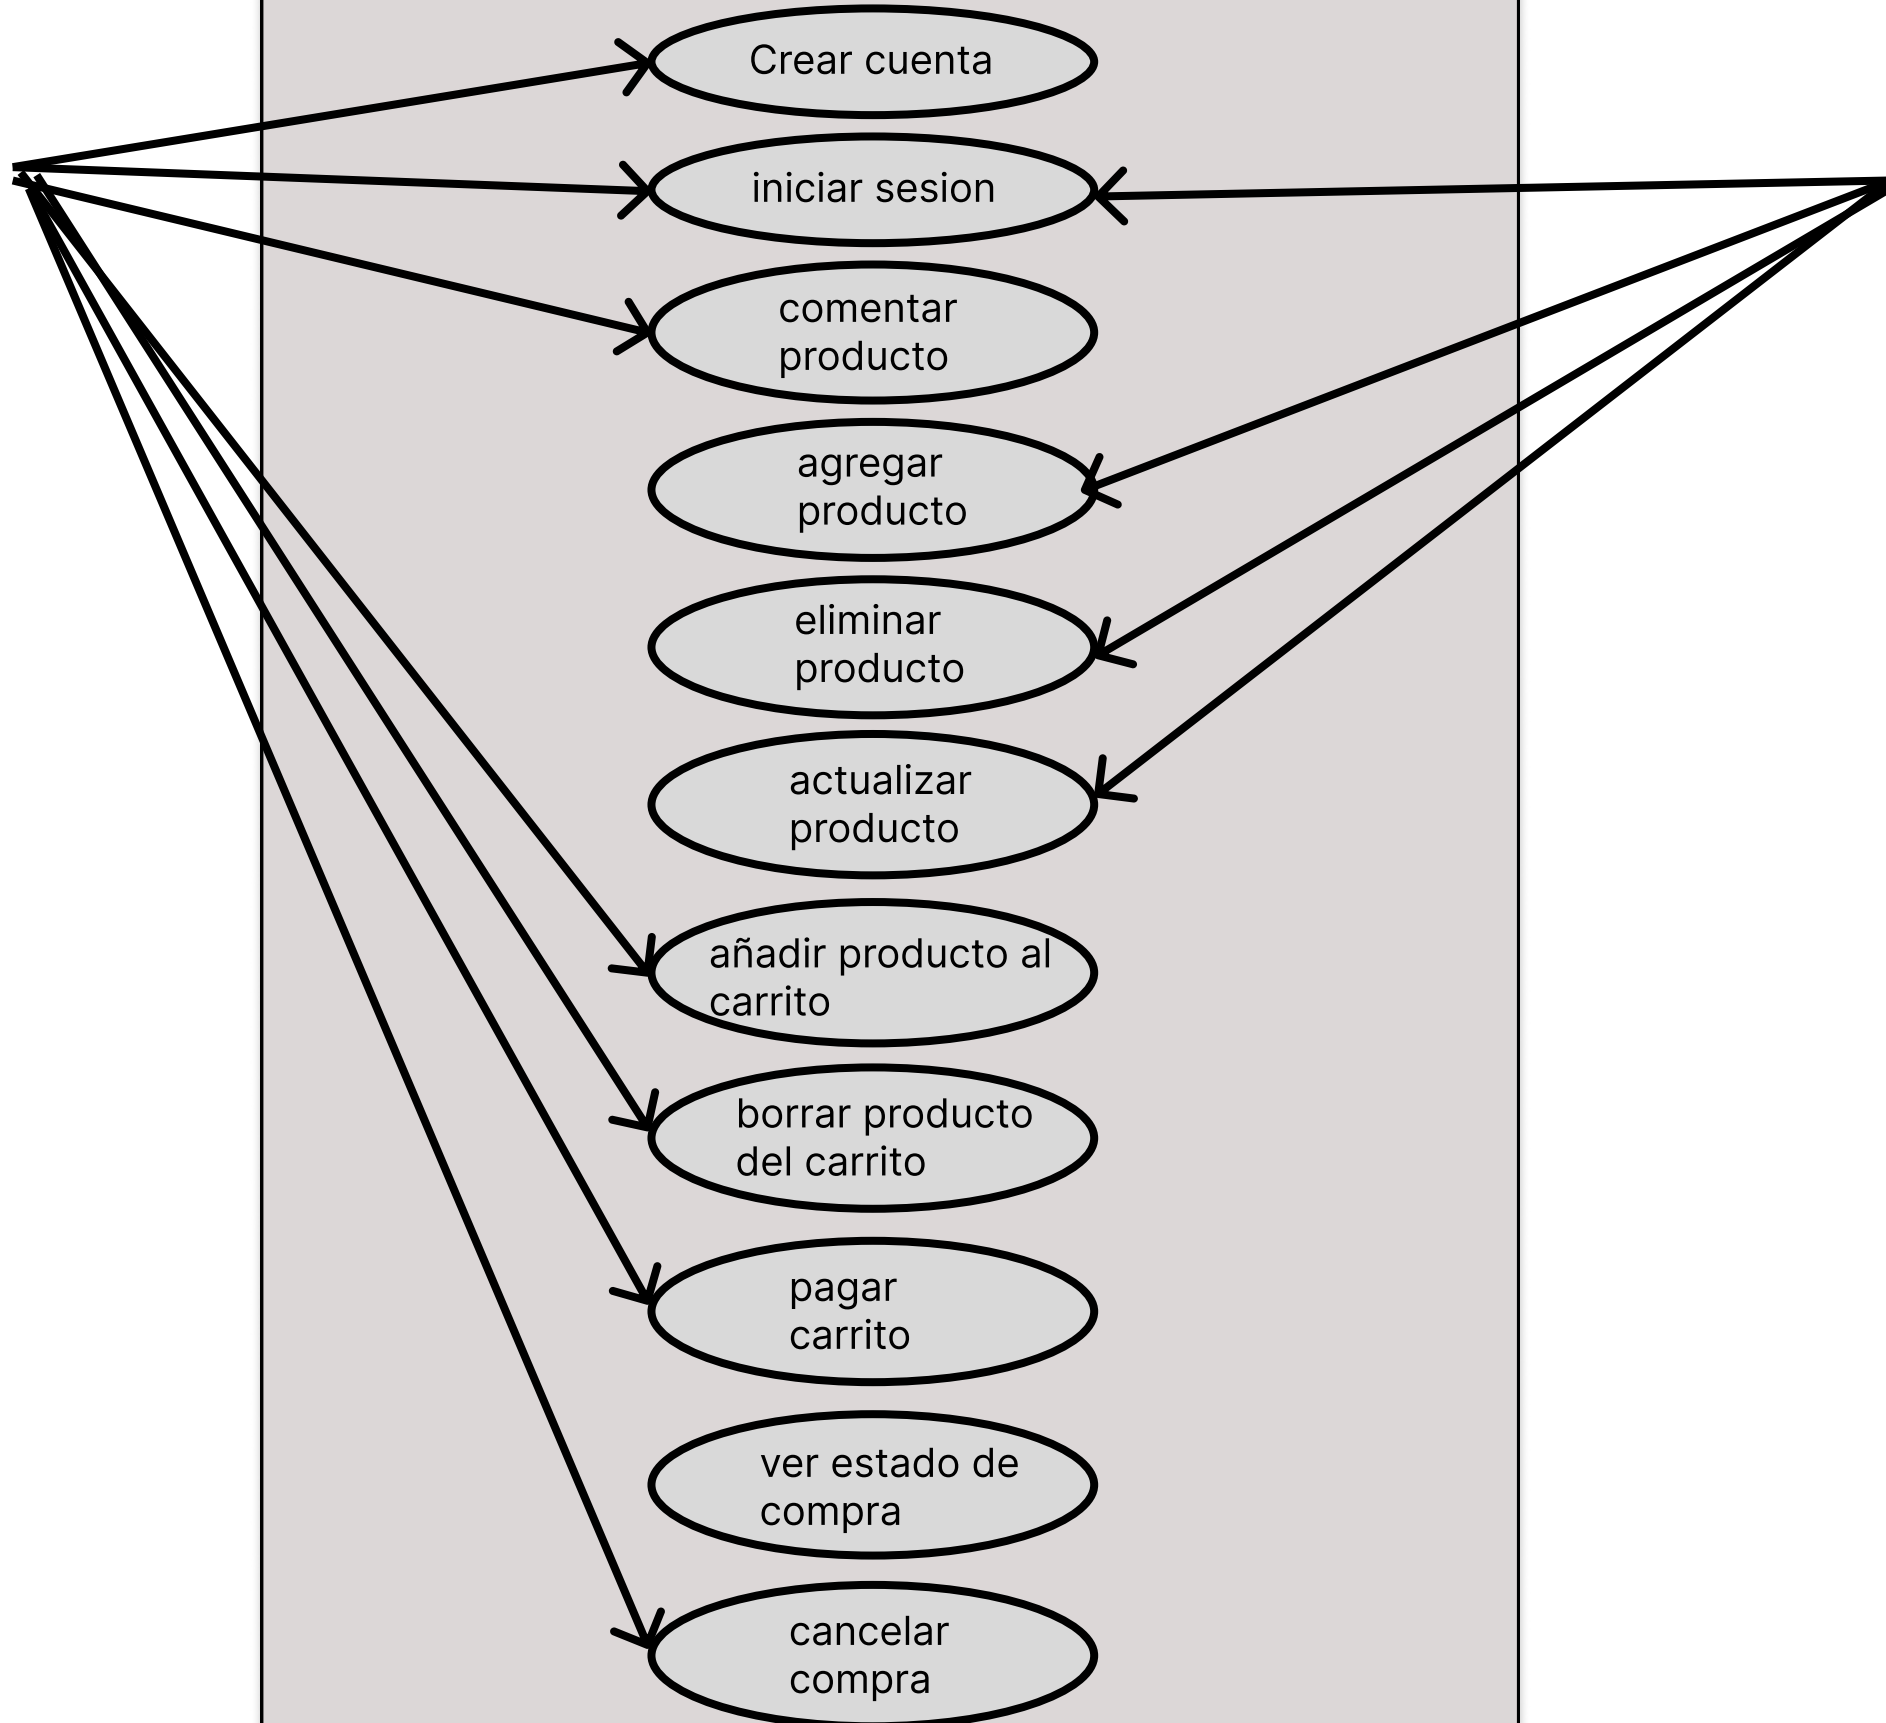 Crear cuenta
iniciar sesion
comentar
producto
agregar
producto
eliminar
producto
actualizar
producto
añadir producto al
carrito
borrar producto
del carrito
pagar
carrito
ver estado de
compra
cancelar
compra